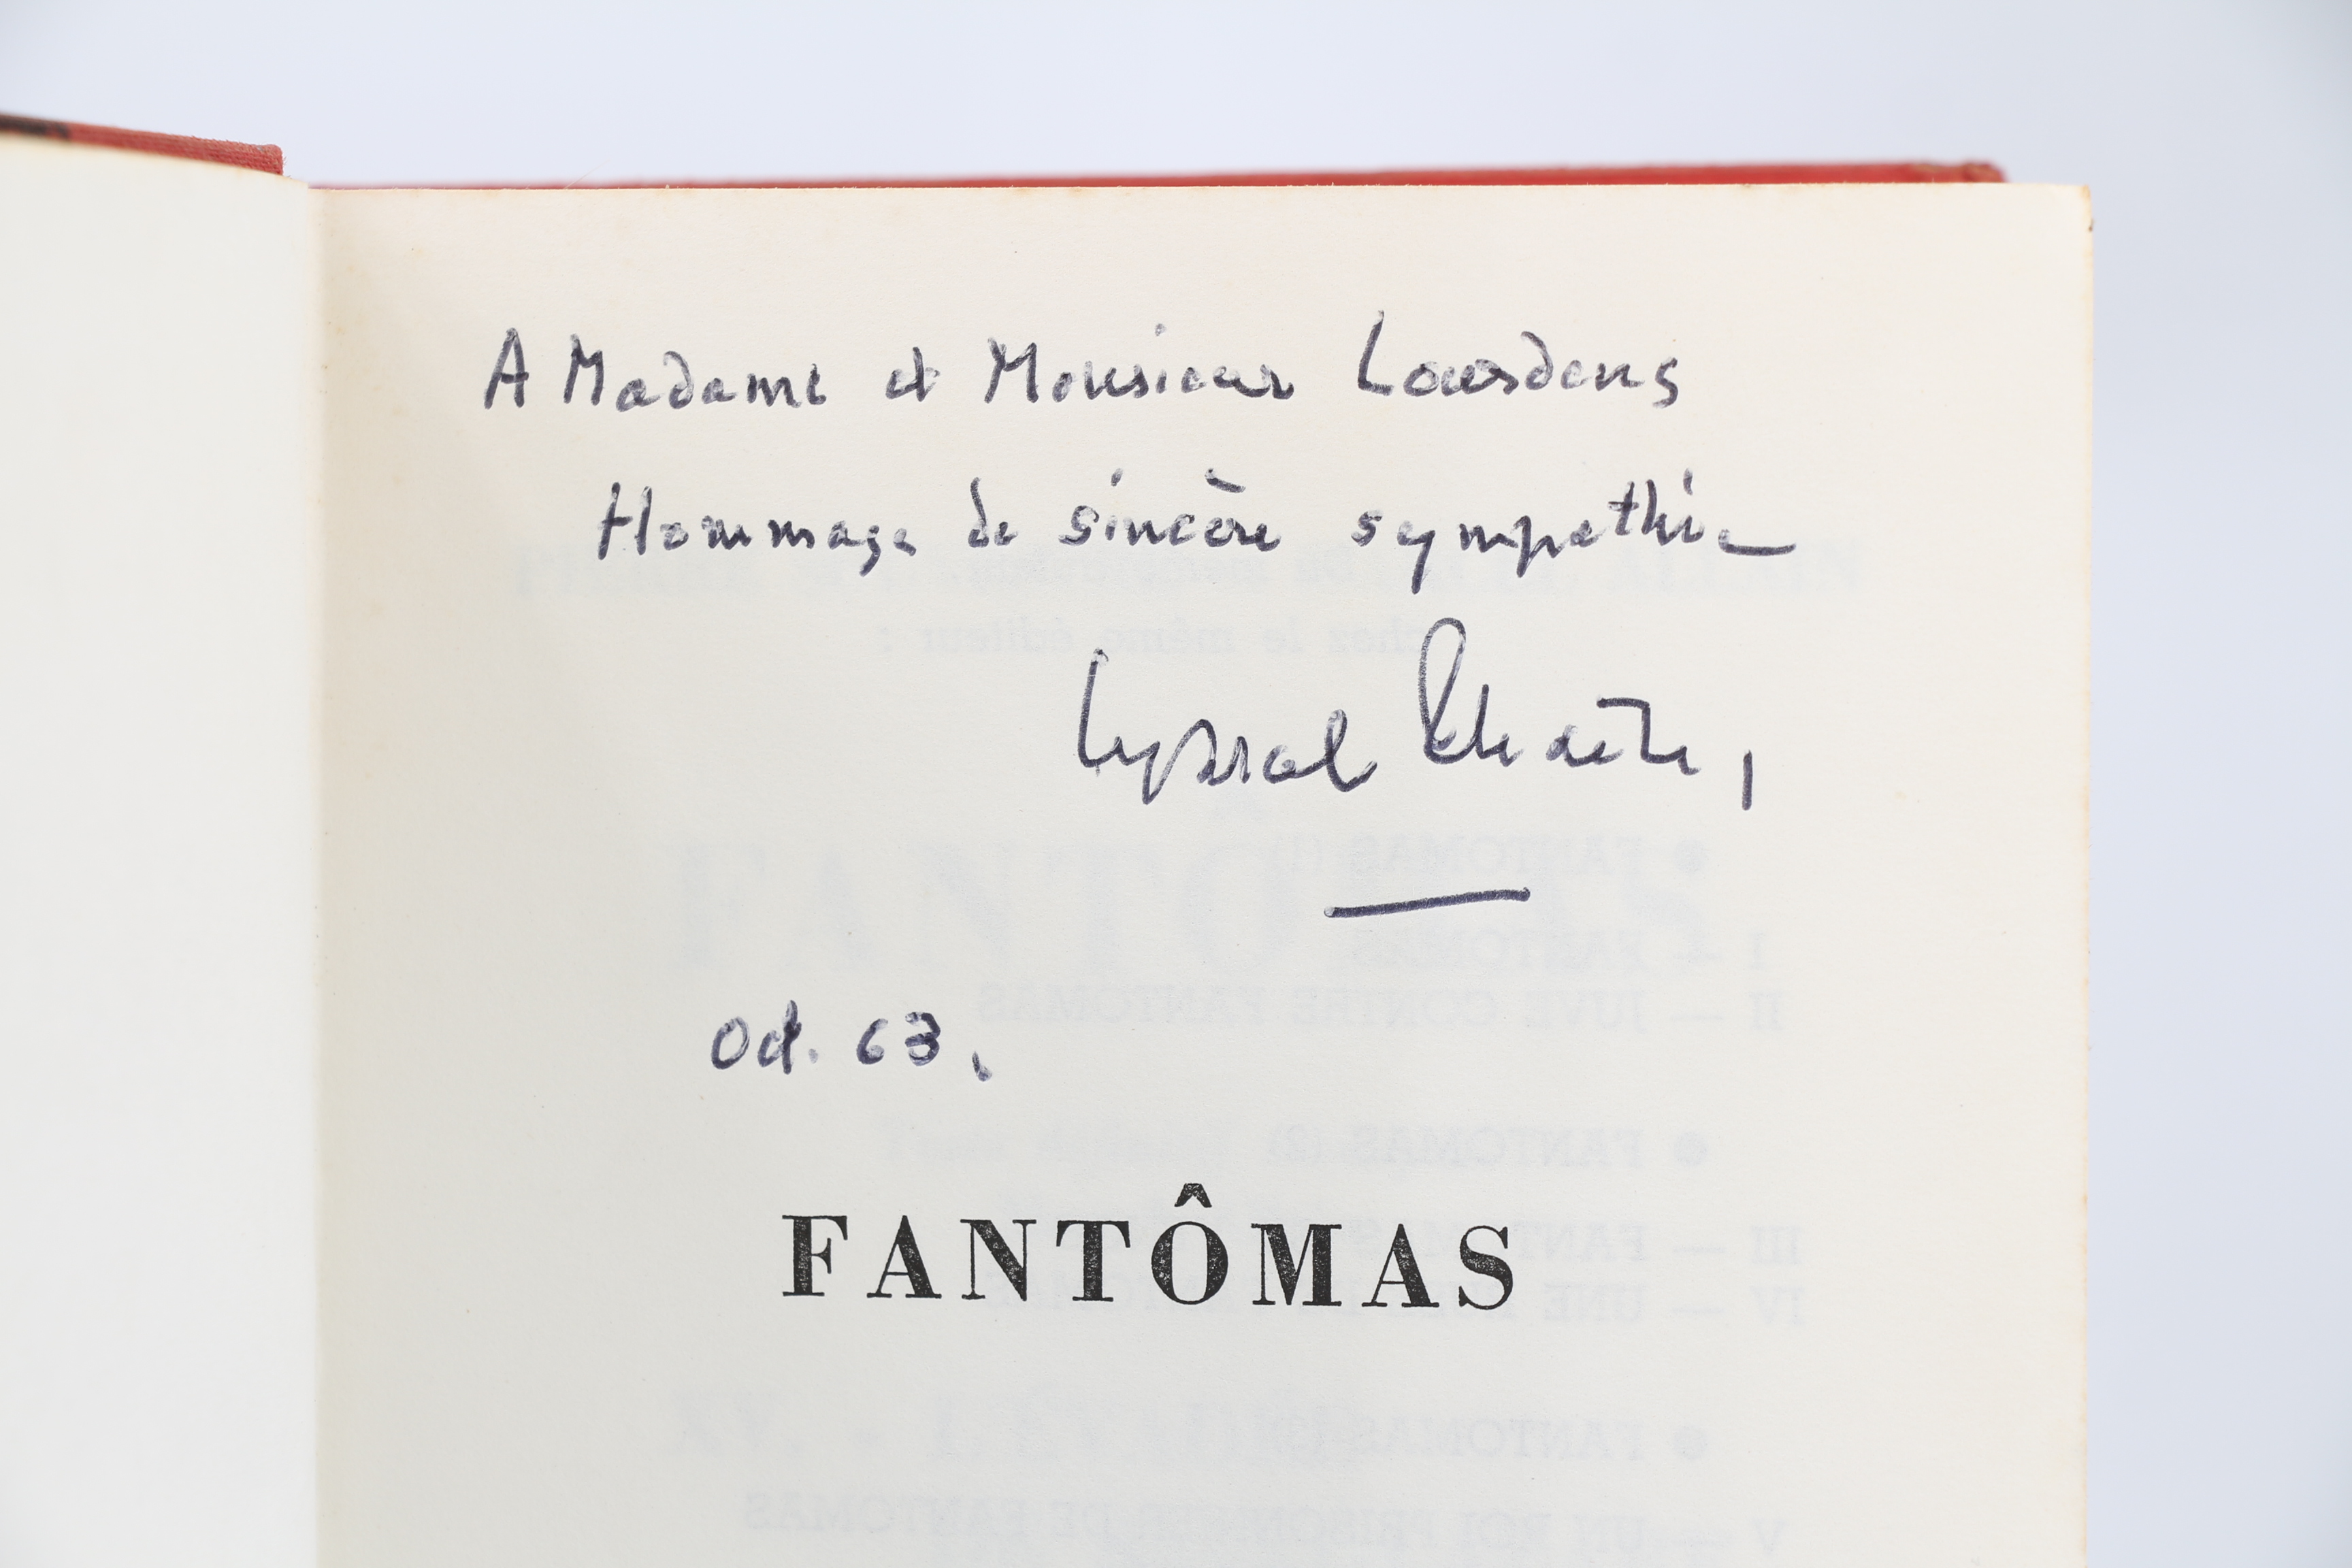 A Madame et Monsieur Lourdens
Hommage de sincère sympathie
Oct. 63.
FANTÔMAS